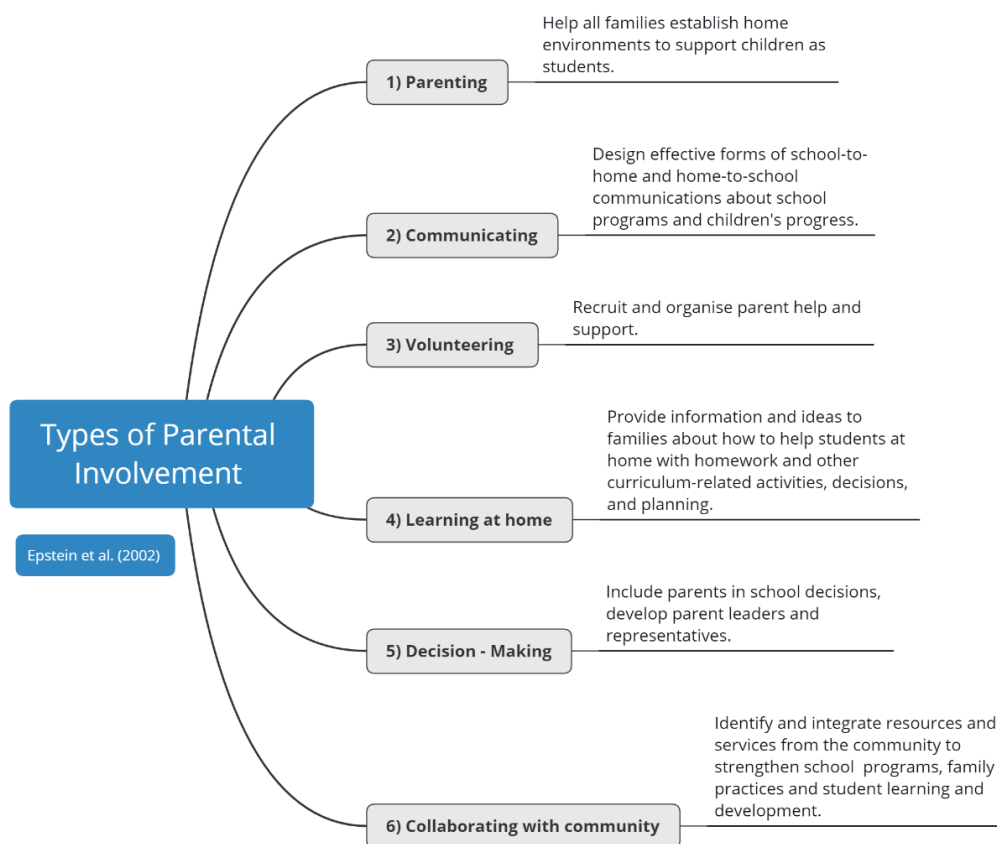 Types of Parental
Involvement
Epstein et al. (2002)
1) Parenting
Help all families establish home
environments to support children as
students.
2) Communicating
Design effective forms of school-to-
home and home-to-school
communications about school
programs and children's progress.
3) Volunteering
Recruit and organise parent help and
support.
4) Learning at home
Provide information and ideas to
families about how to help students at
home with homework and other
curriculum-related activities, decisions,
and planning.
5) Decision - Making
Include parents in school decisions,
develop parent leaders and
representatives.
6) Collaborating with community
Identify and integrate resources and
services from the community to
strengthen school  programs, family
practices and student learning and
development.